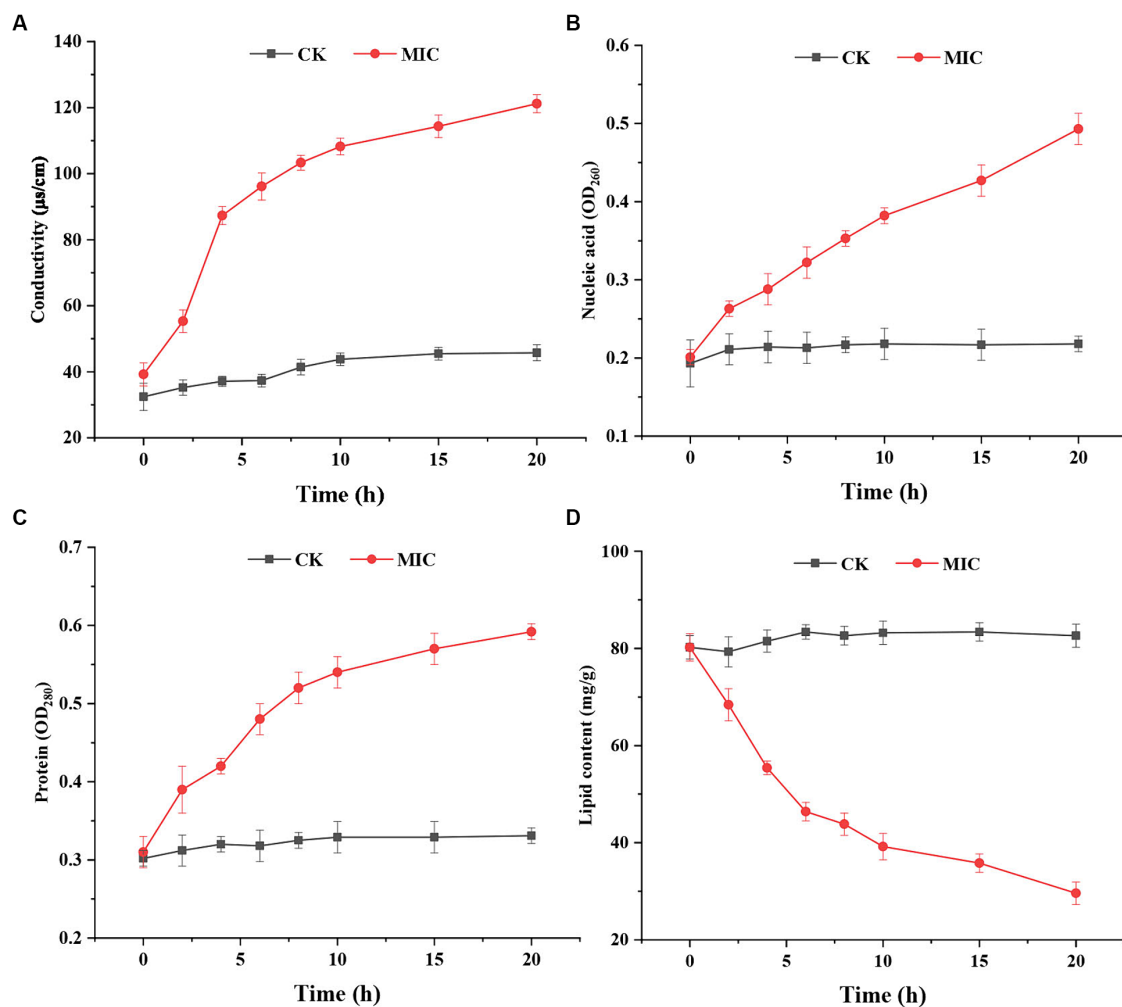 A
CK MIC
140
120
100
80
60
40
20
Conductivity (μs/cm)
0 5 10 15 20
Time (h)
B
CK MIC
0.6
0.5
0.4
0.3
0.2
0.1
Nucleic acid (OD260)
0 5 10 15 20
Time (h)
C
CK MIC
0.7
0.6
0.5
0.4
0.3
0.2
Protein (OD280)
0 5 10 15 20
Time (h)
D
CK MIC
100
80
60
40
20
Lipid content (mg/g)
0 5 10 15 20
Time (h)